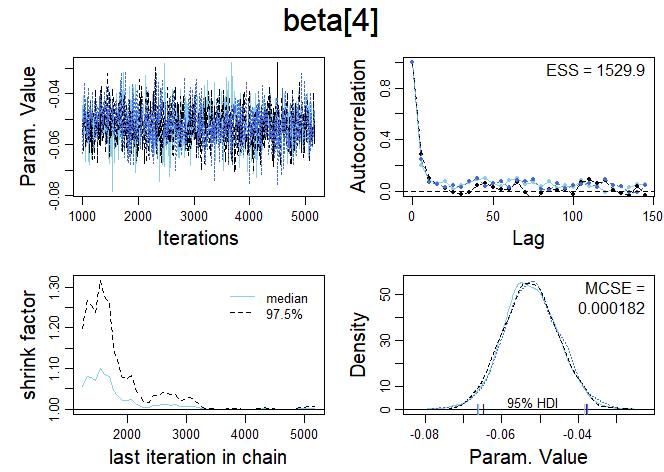 beta[4]
Param. Value
-0.04
-0.06
-0.08
1000 2000 3000 4000 5000
Iterations
ESS = 1529.9
Autocorrelation
0.8
0.4
0.0
0 50 100 150
Lag
shrink factor
1.30
1.20
1.10
1.00
median
97.5%
2000 3000 4000 5000
last iteration in chain
MCSE =
0.000182
Density
50
30
10
0
95% HDI
-0.08 -0.06 -0.04
Param. Value